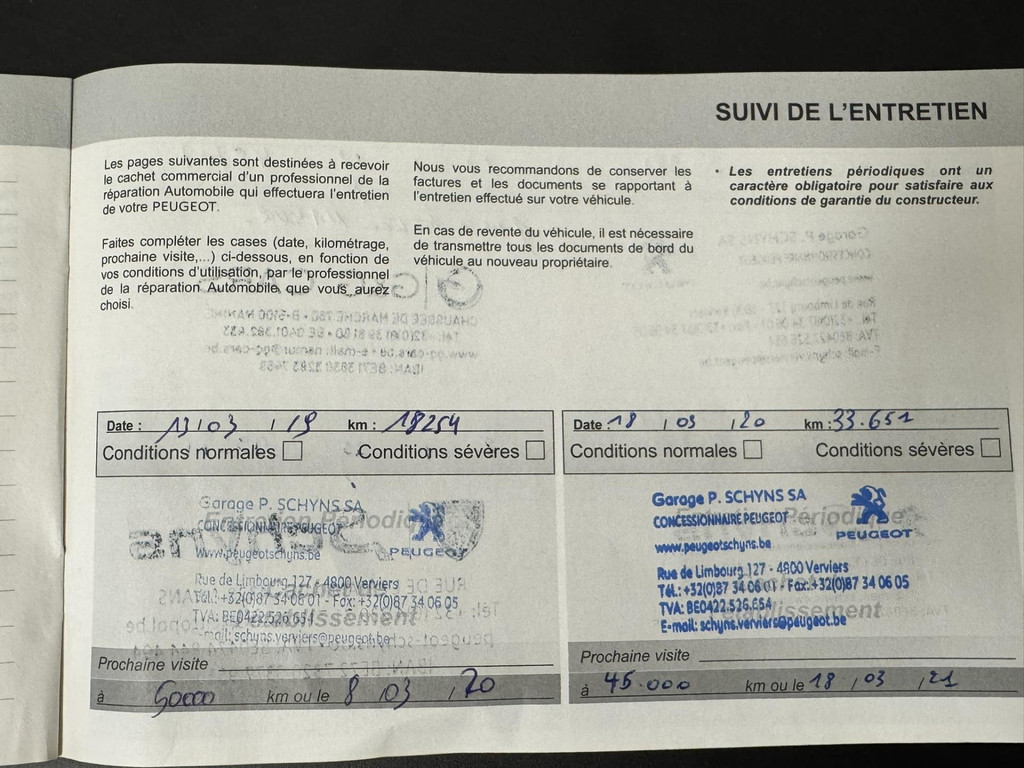 SUIVI DE L'ENTRETIEN
Les pages suivantes sont destinées à recevoir
le cachet commercial d'un professionnel de la
réparation Automobile qui effectuera l'entretien
de votre PEUGEOT.
Faites compléter les cases (date, kilométrage,
prochaine visite,...) ci-dessous, en fonction de
vos conditions d'utilisation, par le professionnel
de la réparation Automobile que vous aurez
choisi.
Nous vous recommandons de conserver les
factures et les documents se rapportant à
l'entretien effectué sur votre véhicule.
En cas de revente du véhicule, il est nécessaire
de transmettre tous les documents de bord du
véhicule au nouveau propriétaire.
• Les entretiens périodiques ont un
caractère obligatoire pour satisfaire aux
conditions de garantie du constructeur.
Date : 13 / 03 / 19 km : 18254
Conditions normales Conditions sévères
Garage P. SCHYNS SA
CONCESSIONNAIRE PEUGEOT
PEUGEOT
Entretien Périodique
www.peugeotschyns.be
Rue de Limbourg 127 - 4800 Verviers
Tél.: +32(0)87 34 06 01 - Fax: +32(0)87 34 06 05
TVA: BE0422.526.654
E-mail: schyns.verviers@peugeot.be
Prochaine visite
à 50000 km ou le 8 / 03 / 20
Date : 18 / 03 / 20 km : 33.651
Conditions normales Conditions sévères
Garage P. SCHYNS SA
CONCESSIONNAIRE PEUGEOT
PEUGEOT
Entretien Périodique
www.peugeotschyns.be
Rue de Limbourg 127 - 4800 Verviers
Tél.: +32(0)87 34 06 01 - Fax: +32(0)87 34 06 05
TVA: BE0422.526.654
E-mail: schyns.verviers@peugeot.be
Prochaine visite
à 45.000 km ou le 18 / 03 / 21